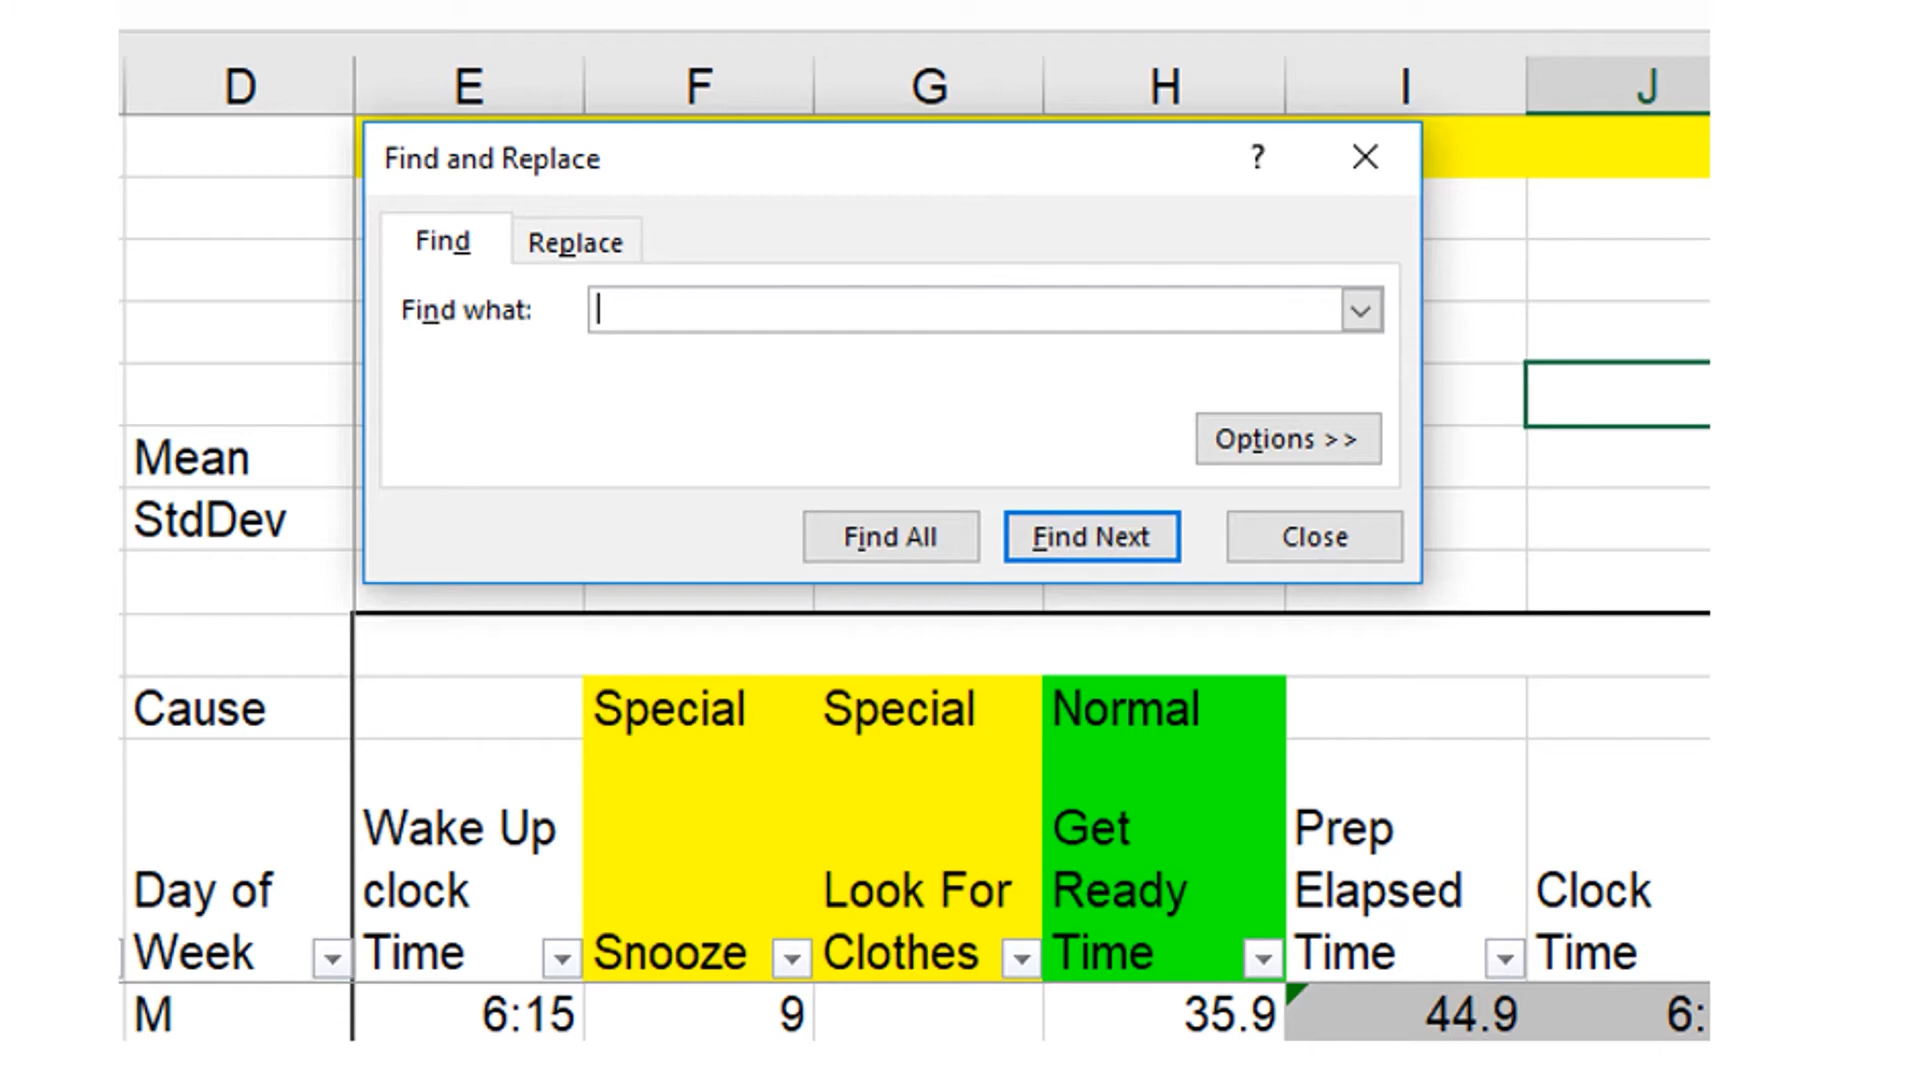 D E F G H I J
Find and Replace ?
Find Replace
Find what:
Options >>
Mean
StdDev
Find All Find Next Close
Cause Special Special Normal
Wake Up Get Prep
Day of clock Look For Ready Elapsed Clock
Week Time Snooze Clothes Time Time Time
M 6:15 9 35.9 44.9 6: